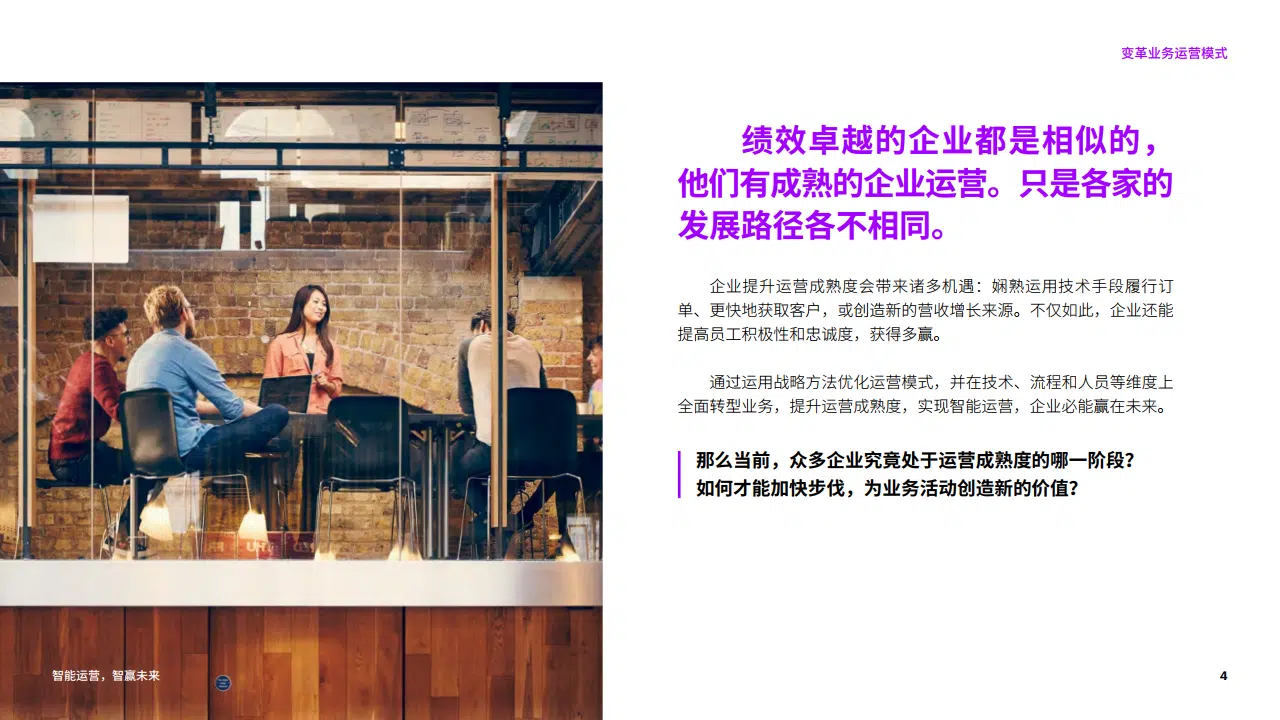 变革业务运营模式
绩效卓越的企业都是相似的，
他们有成熟的企业运营。只是各家的
发展路径各不相同。
企业提升运营成熟度会带来诸多机遇：娴熟运用技术手段履行订
单、更快地获取客户，或创造新的营收增长来源。不仅如此，企业还能
提高员工积极性和忠诚度，获得多赢。
通过运用战略方法优化运营模式，并在技术、流程和人员等维度上
全面转型业务，提升运营成熟度，实现智能运营，企业必能赢在未来。
那么当前，众多企业究竟处于运营成熟度的哪一阶段？
如何才能加快步伐，为业务活动创造新的价值？
智能运营，智赢未来
4